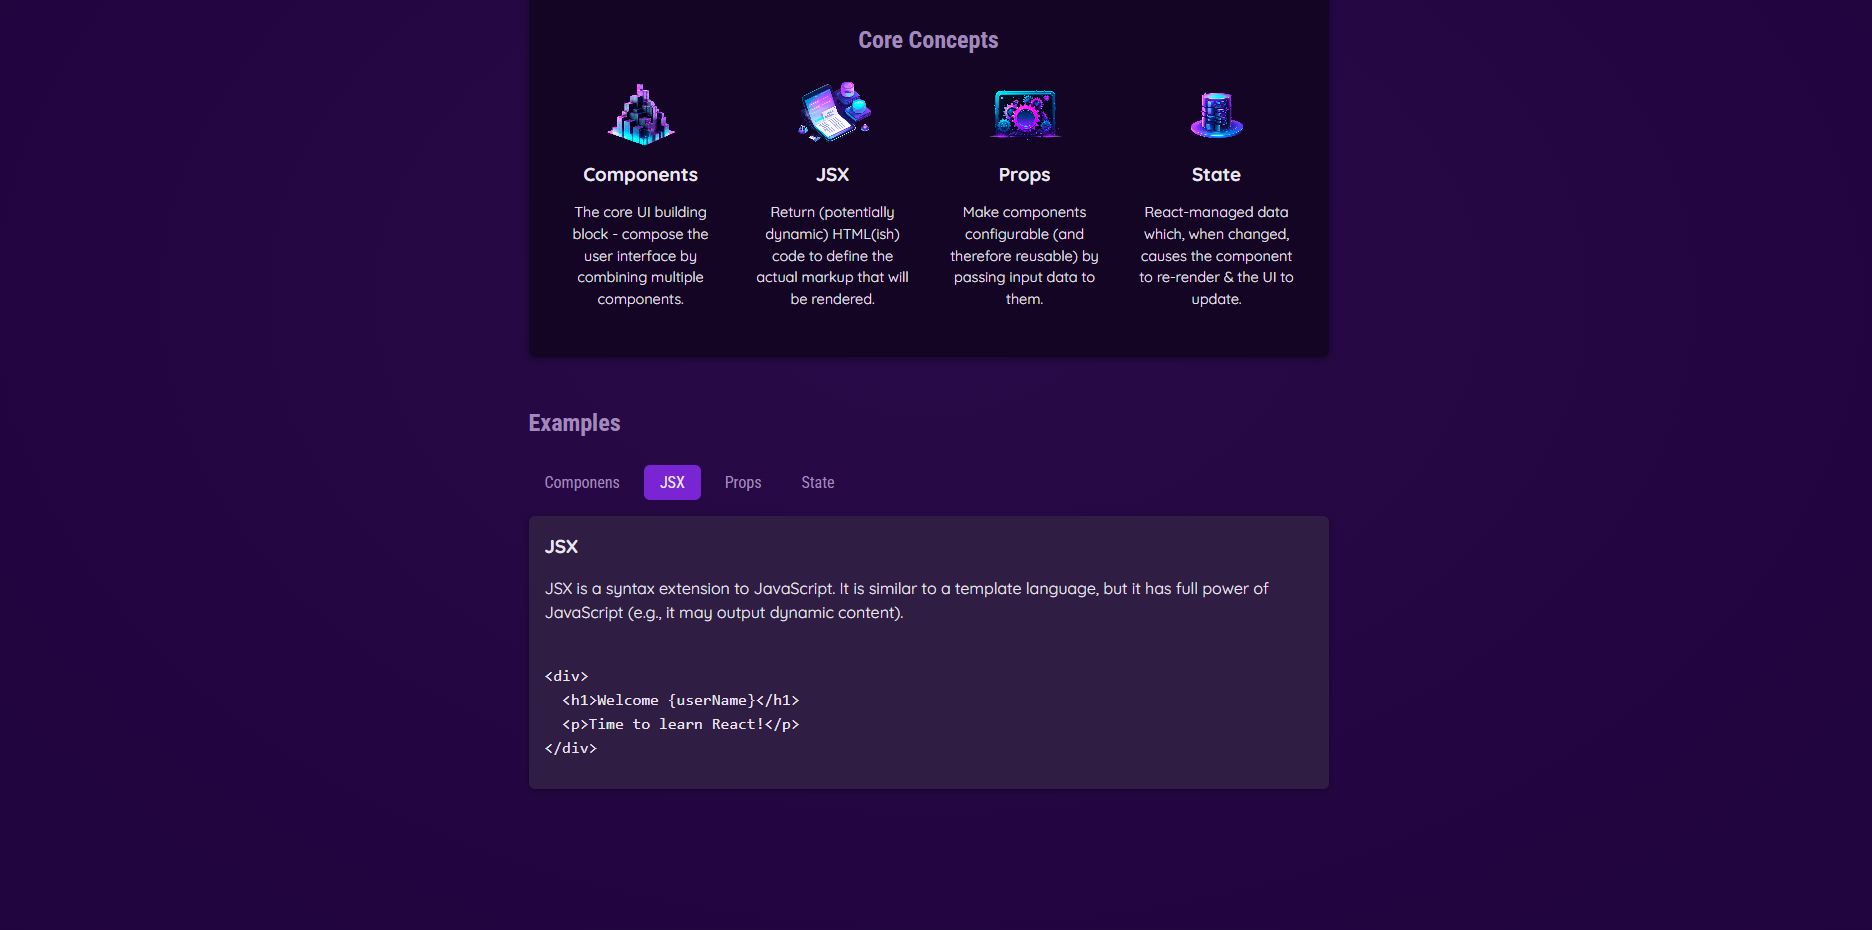 Core Concepts
Components
The core UI building
block - compose the
user interface by
combining multiple
components.
JSX
Return (potentially
dynamic) HTML(ish)
code to define the
actual markup that will
be rendered.
Props
Make components
configurable (and
therefore reusable) by
passing input data to
them.
State
React-managed data
which, when changed,
causes the component
to re-render & the UI to
update.
Examples
Componens JSX Props State
JSX
JSX is a syntax extension to JavaScript. It is similar to a template language, but it has full power of
JavaScript (e.g., it may output dynamic content).
<div>
  <h1>Welcome {userName}</h1>
  <p>Time to learn React!</p>
</div>